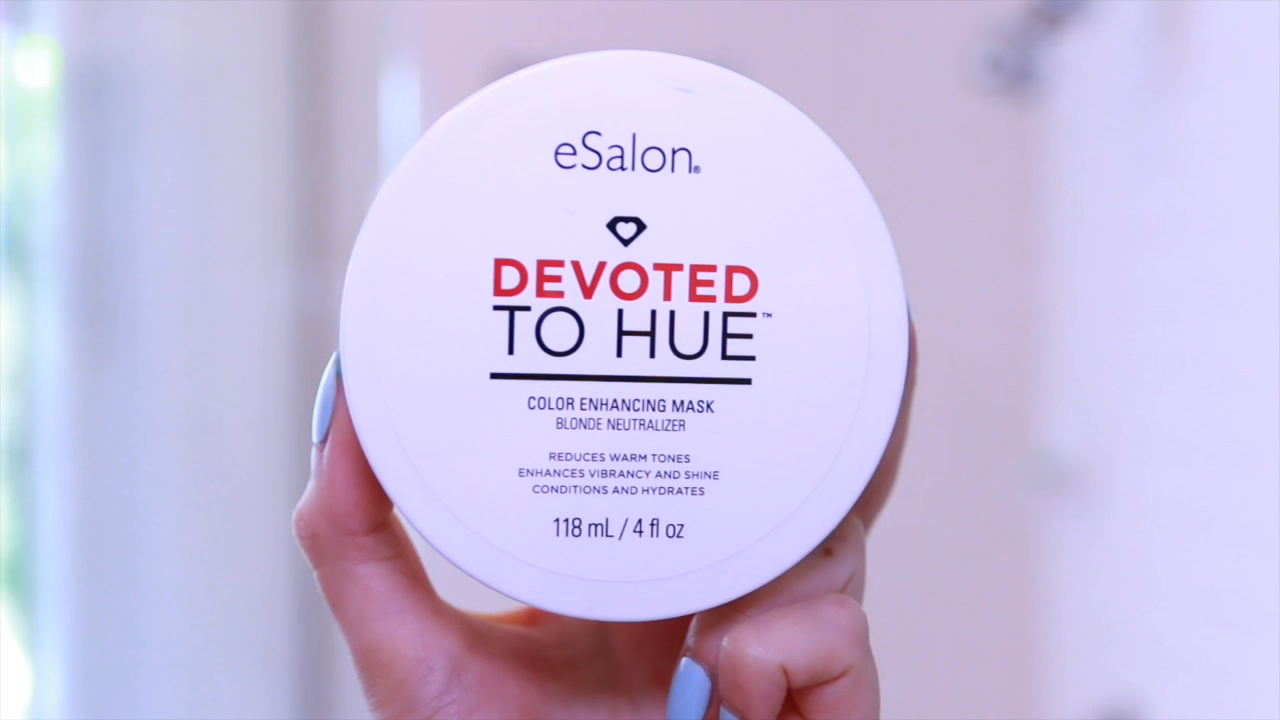 eSalon®
DEVOTED
TO HUE™
COLOR ENHANCING MASK
BLONDE NEUTRALIZER
REDUCES WARM TONES
ENHANCES VIBRANCY AND SHINE
CONDITIONS AND HYDRATES
118 mL / 4 fl oz